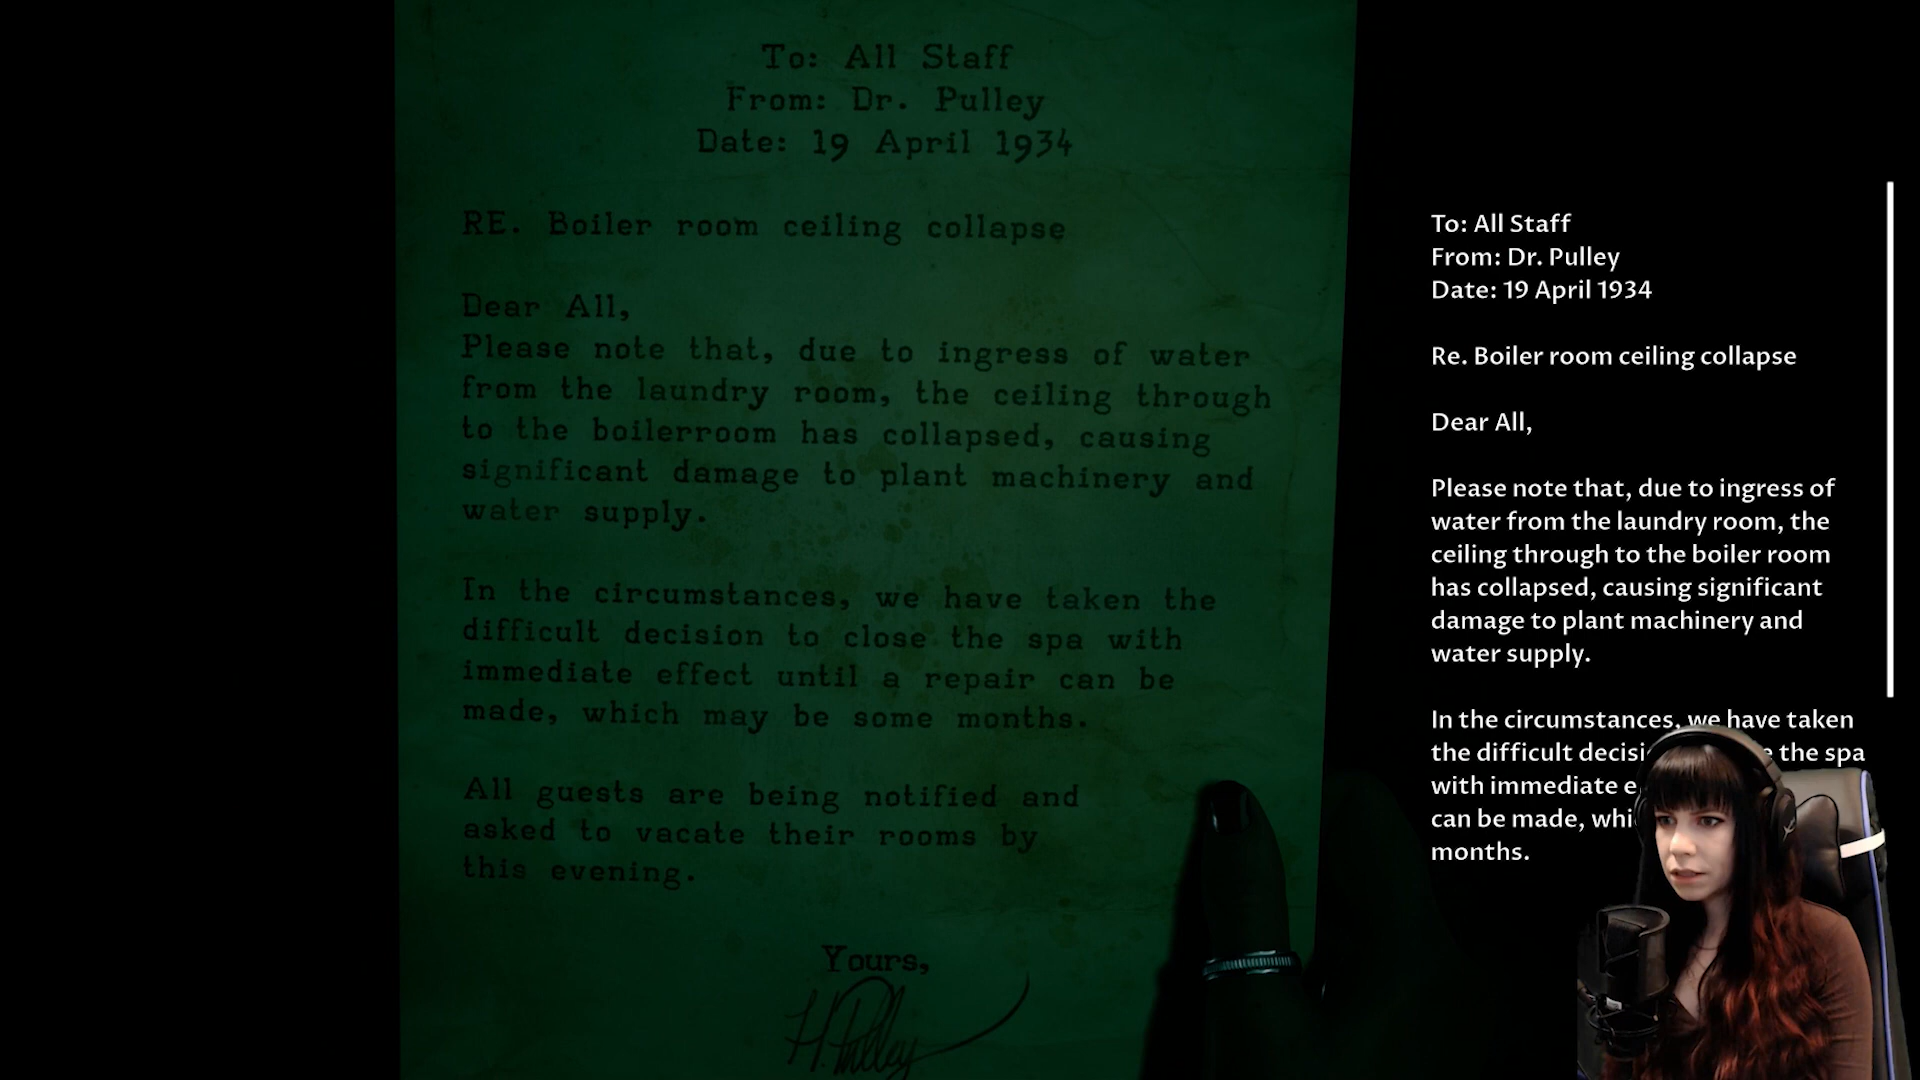 To: All Staff
From: Dr. Pulley
Date: 19 April 1934
RE. Boiler room ceiling collapse
Dear All,
Please note that, due to ingress of water
from the laundry room, the ceiling through
to the boilerroom has collapsed, causing
significant damage to plant machinery and
water supply.
In the circumstances, we have taken the
difficult decision to close the spa with
immediate effect until a repair can be
made, which may be some months.
All guests are being notified and
asked to vacate their rooms by
this evening.
Yours,
H. Pulley
To: All Staff
From: Dr. Pulley
Date: 19 April 1934
Re. Boiler room ceiling collapse
Dear All,
Please note that, due to ingress of
water from the laundry room, the
ceiling through to the boiler room
has collapsed, causing significant
damage to plant machinery and
water supply.
In the circumstances, we have taken
the difficult the spa
with immediate
can be made,
months.